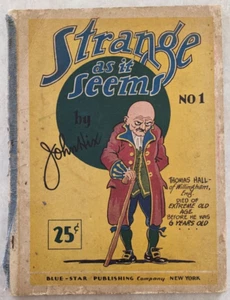 Strange
as it
Seems
NO 1
by
John Hix
THOMAS HALL-
of Willingham,
Eng.
DIED OF
EXTREME OLD
AGE
BEFORE HE WAS
6 YEARS OLD
25¢
BLUE-STAR PUBLISHING Company NEW YORK